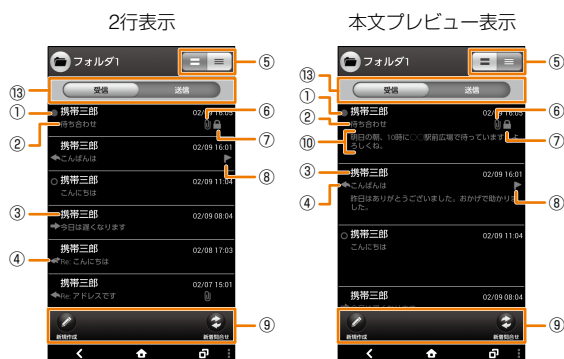 2行表示
フォルダ1
⑤
⑬
受信
送信
①
携帯三郎
02/09 16:05
⑥
②
待ち合わせ
⑦
携帯三郎
02/09 16:01
こんばんは
⑧
携帯三郎
02/09 11:04
こんにちは
③
携帯三郎
02/09 08:04
今日は遅くなります
④
携帯三郎
02/08 17:03
Re: こんにちは
携帯三郎
02/07 15:01
Re: アドレスです
新規作成
新着問合せ
⑨
本文プレビュー表示
フォルダ1
⑤
⑬
受信
送信
①
携帯三郎
02/09 16:05
⑥
②
待ち合わせ
⑦
⑩
明日の朝、10時に○○駅前広場で待っています。よ
ろしくね。
③
携帯三郎
02/09 16:01
④
こんばんは
⑧
昨日はありがとうございました。おかげで助かりま
した。
携帯三郎
02/09 11:04
こんにちは
携帯三郎
02/09 08:04
新規作成
新着問合せ
⑨